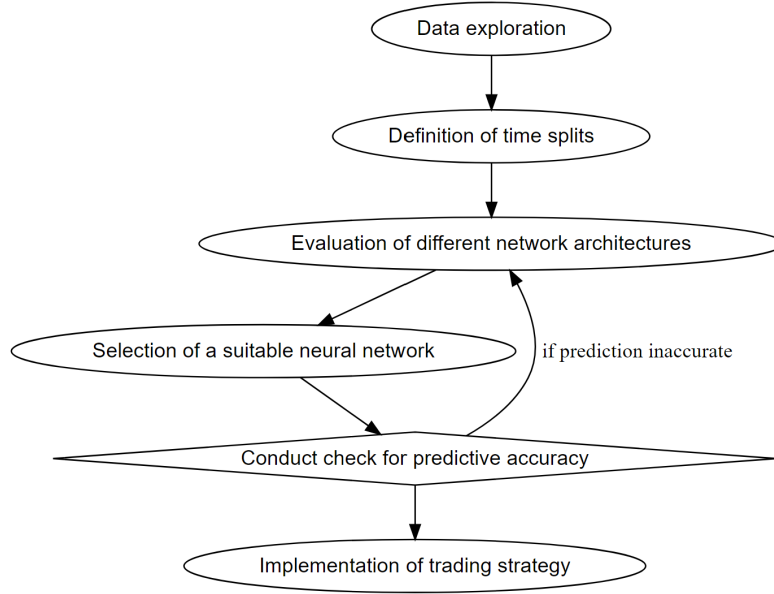 Data exploration
Definition of time splits
Evaluation of different network architectures
Selection of a suitable neural network
if prediction inaccurate
Conduct check for predictive accuracy
Implementation of trading strategy